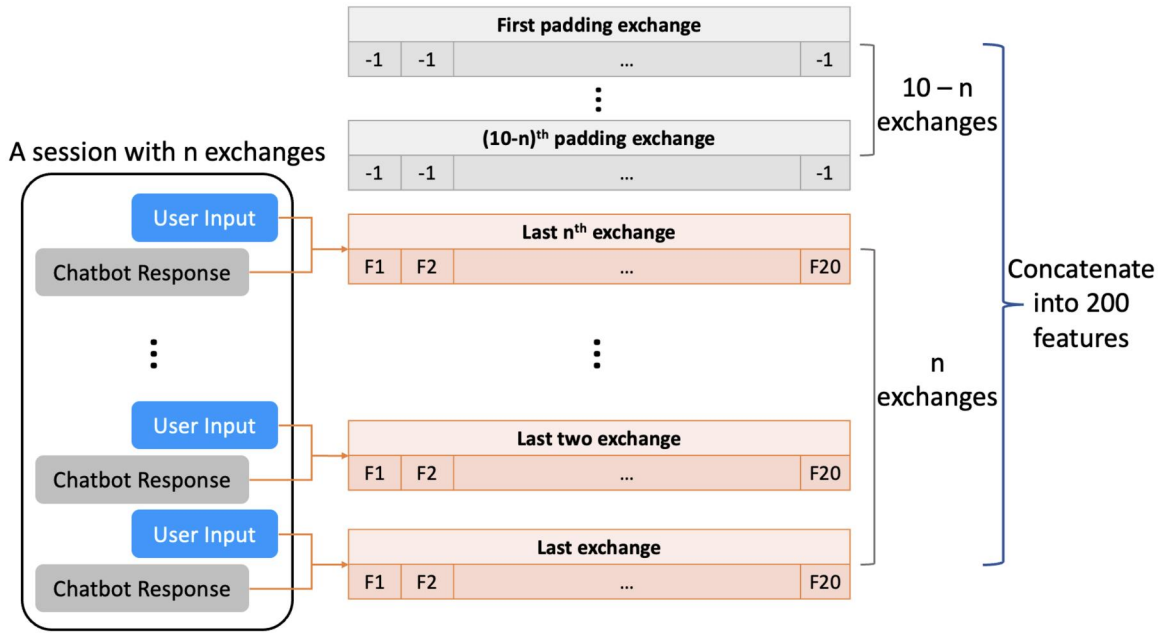 First padding exchange
-1 -1 ... -1
10 – n
exchanges
(10-n)th padding exchange
-1 -1 ... -1
A session with n exchanges
User Input
Chatbot Response
Last nth exchange
F1 F2 ... F20
Concatenate
into 200
features
n
exchanges
User Input
Chatbot Response
Last two exchange
F1 F2 ... F20
User Input
Chatbot Response
Last exchange
F1 F2 ... F20